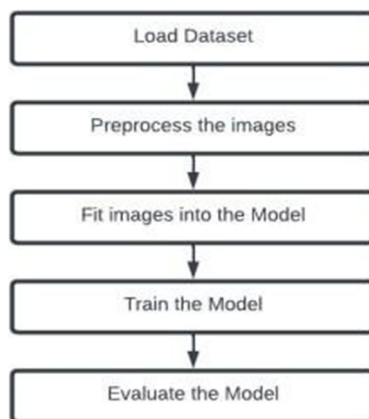 Load Dataset
Preprocess the images
Fit images into the Model
Train the Model
Evaluate the Model